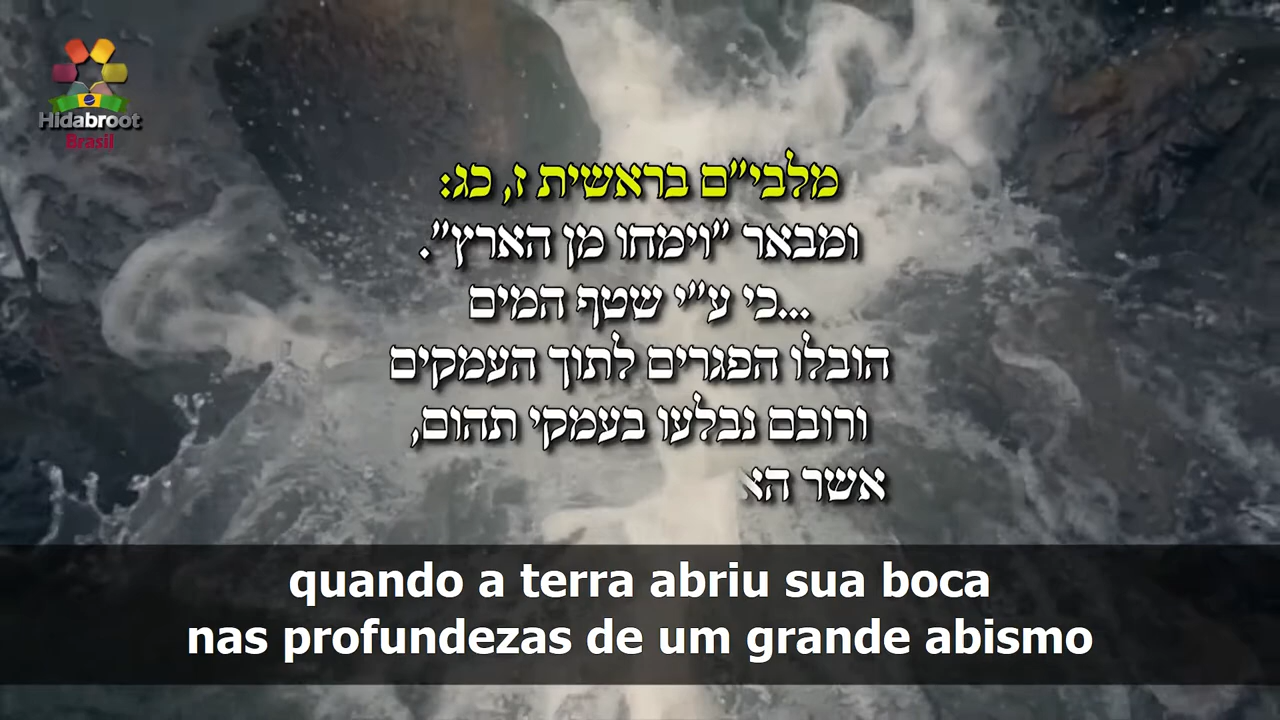 Hidabroot
Brasil
מלבי"ם בראשית ז, כג:
ומבאר "וימחו מן הארץ".
...כי ע"י שטף המים
הובלו הפגרים לתוך העמקים
ורובם נבלעו בעמקי תהום,
אשר הא
quando a terra abriu sua boca
nas profundezas de um grande abismo